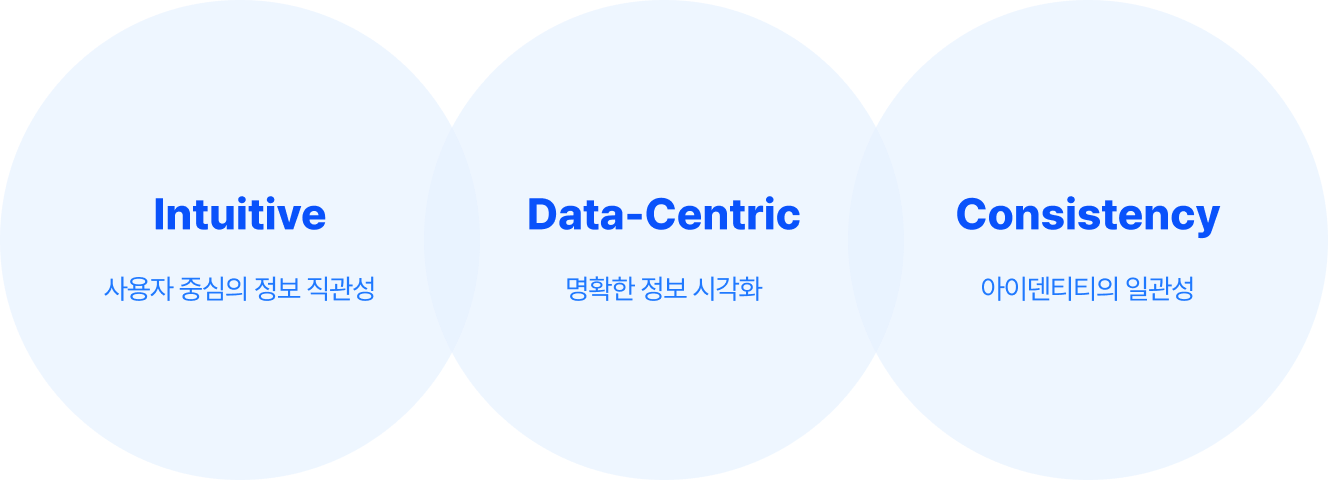 Intuitive
사용자 중심의 정보 직관성
Data-Centric
명확한 정보 시각화
Consistency
아이덴티티의 일관성